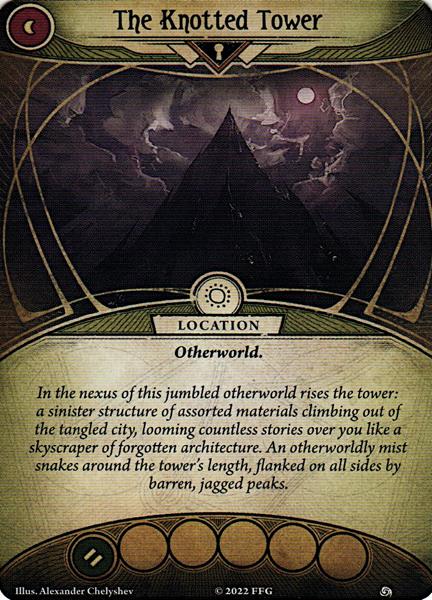 The Knotted Tower
LOCATION
Otherworld.
In the nexus of this jumbled otherworld rises the tower:
a sinister structure of assorted materials climbing out of
the tangled city, looming countless stories over you like a
skyscraper of forgotten architecture. An otherworldly mist
snakes around the tower's length, flanked on all sides by
barren, jagged peaks.
Illus. Alexander Chelyshev
© 2022 FFG